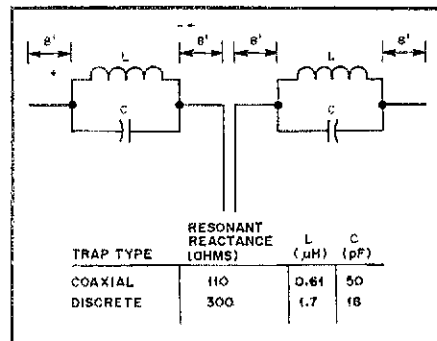 8' 8' 8' 8'
L L
C C
RESONANT
REACTANCE L C
TRAP TYPE (OHMS) (μH) (pF)
COAXIAL 110 0.61 50
DISCRETE 300 1.7 18